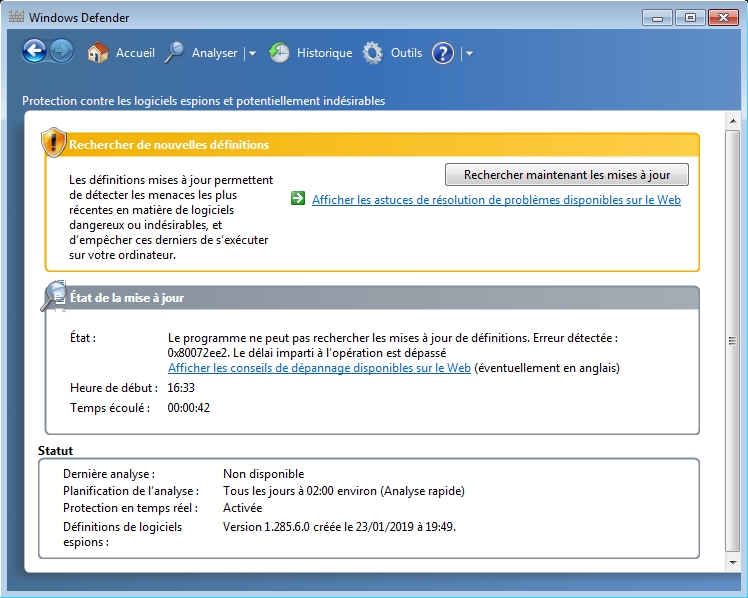 Windows Defender
Accueil Analyser Historique Outils ?
Protection contre les logiciels espions et potentiellement indésirables
Rechercher de nouvelles définitions
Les définitions mises à jour permettent
de détecter les menaces les plus
récentes en matière de logiciels
dangereux ou indésirables, et
d'empêcher ces derniers de s'exécuter
sur votre ordinateur.
Rechercher maintenant les mises à jour
Afficher les astuces de résolution de problèmes disponibles sur le Web
État de la mise à jour
État : Le programme ne peut pas rechercher les mises à jour de définitions. Erreur détectée :
0x80072ee2. Le délai imparti à l'opération est dépassé
Afficher les conseils de dépannage disponibles sur le Web (éventuellement en anglais)
Heure de début : 16:33
Temps écoulé : 00:00:42
Statut
Dernière analyse : Non disponible
Planification de l'analyse : Tous les jours à 02:00 environ (Analyse rapide)
Protection en temps réel : Activée
Définitions de logiciels Version 1.285.6.0 créée le 23/01/2019 à 19:49.
espions :